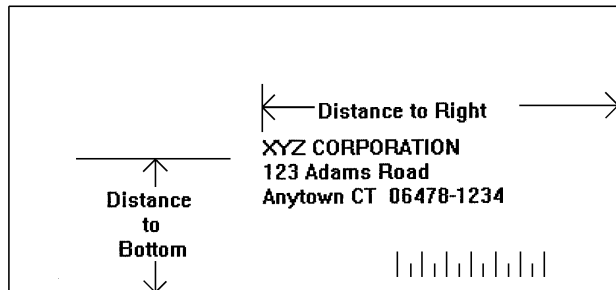 Distance to Right
XYZ CORPORATION
123 Adams Road
Anytown CT 06478-1234
Distance
to
Bottom